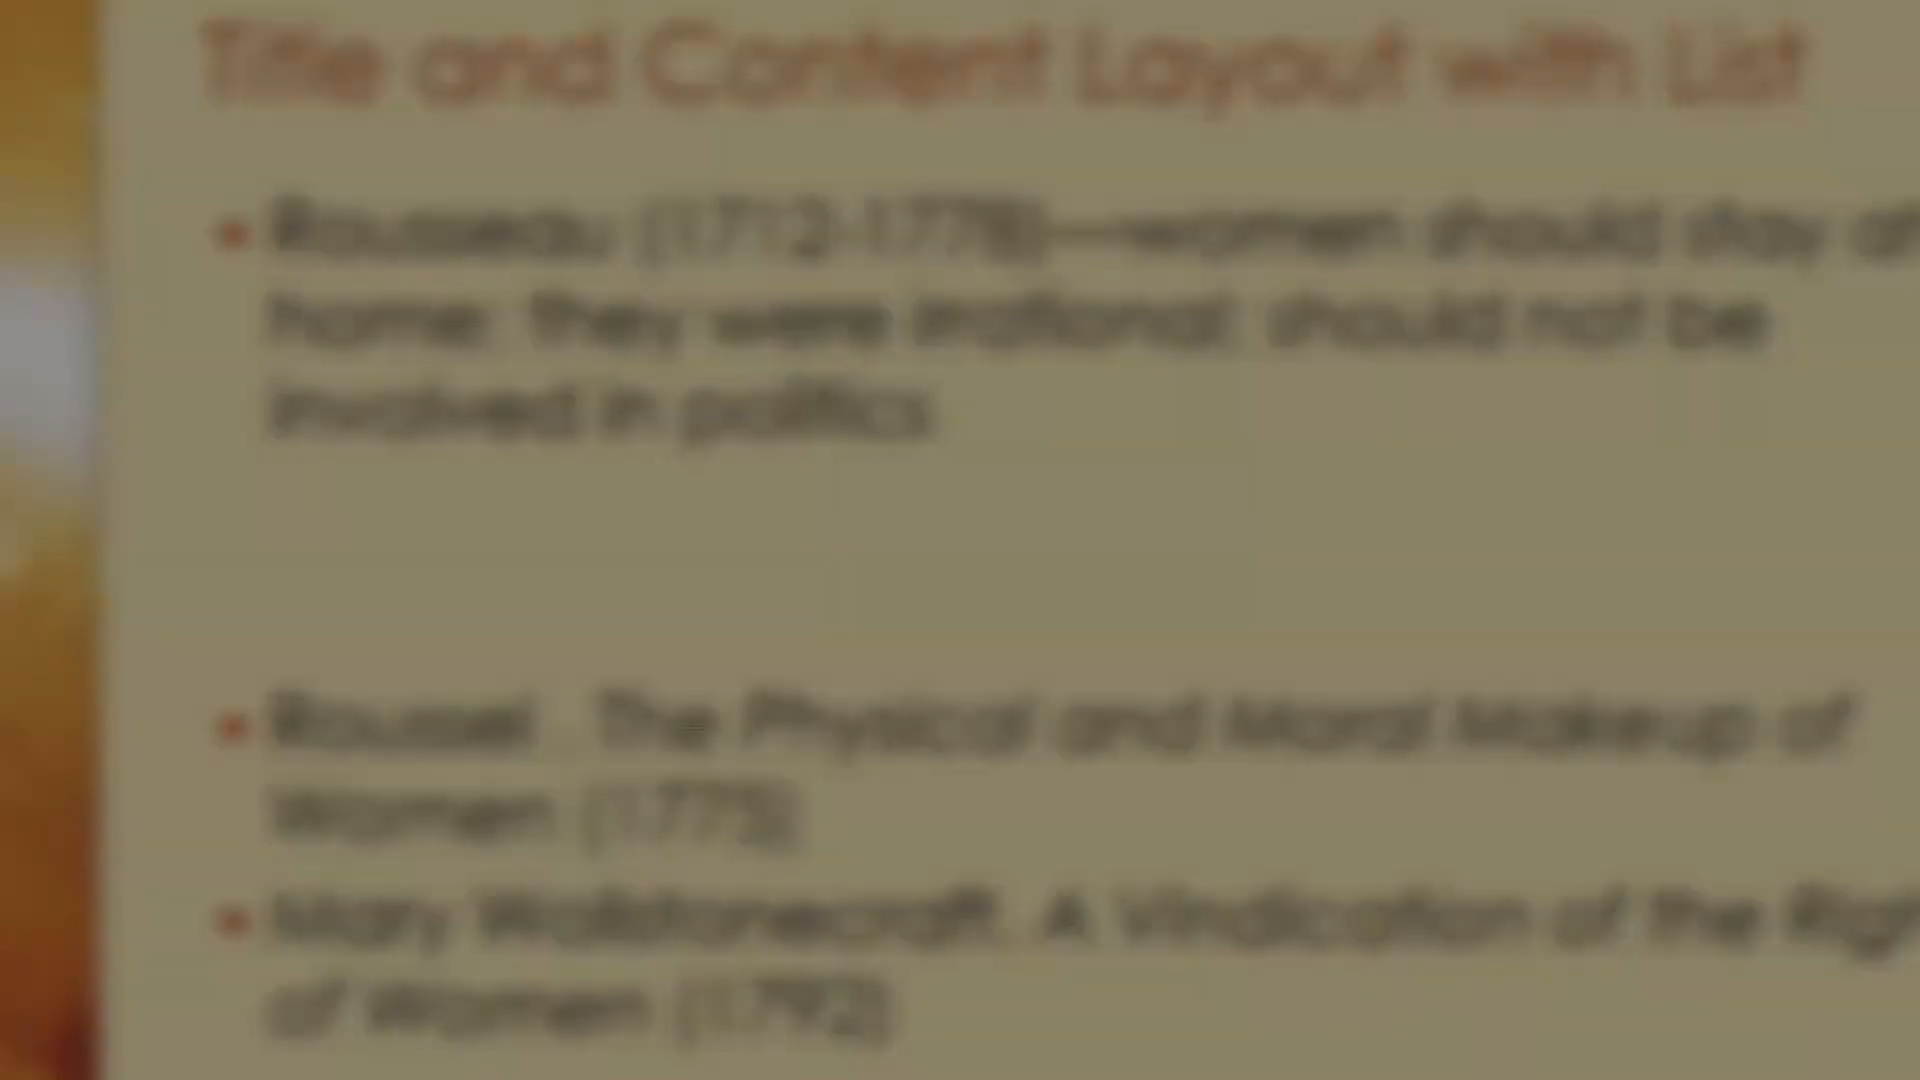 Title and Content Layout with List
• Rousseau (1712-1778)—women should stay at
home; they were irrational; should not be
involved in politics
• Roussel. The Physical and Moral Makeup of
Women (1775)
• Mary Wollstonecraft. A Vindication of the Righ
of Women (1792)